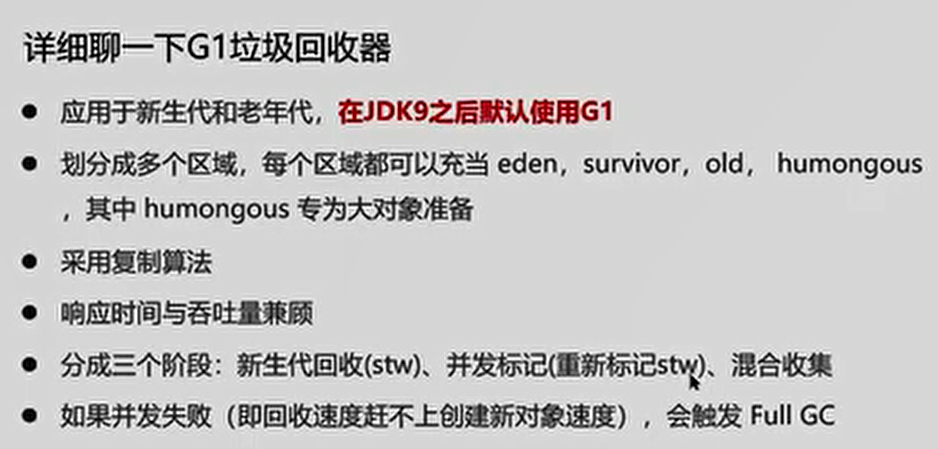 详细聊一下G1垃圾回收器
● 应用于新生代和老年代，在JDK9之后默认使用G1
● 划分成多个区域，每个区域都可以充当 eden，survivor，old， humongous
，其中 humongous 专为大对象准备
● 采用复制算法
● 响应时间与吞吐量兼顾
● 分成三个阶段：新生代回收(stw)、并发标记(重新标记stw)、混合收集
● 如果并发失败（即回收速度赶不上创建新对象速度），会触发 Full GC